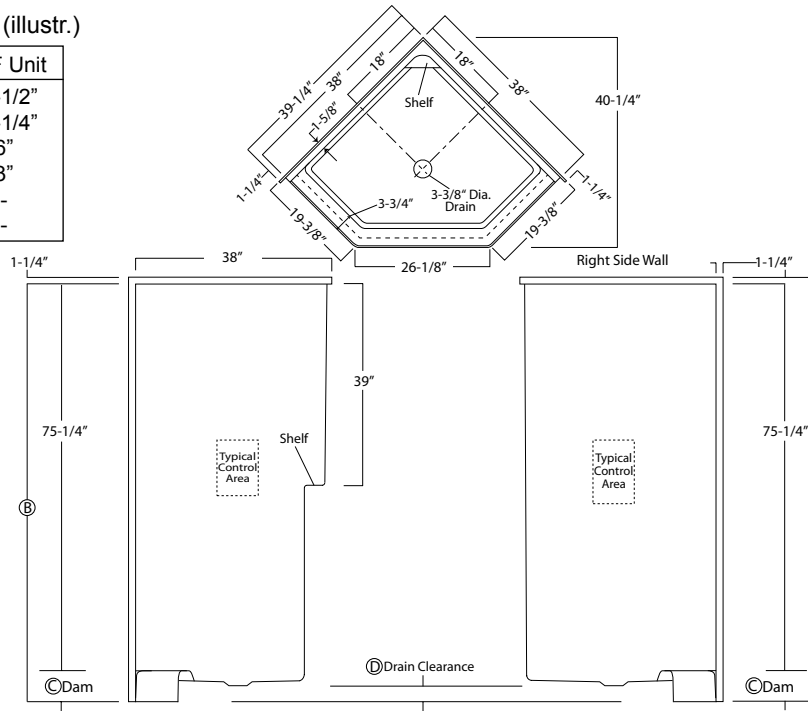 (illustr.)
Unit
1/2”
1/4”
6”
8”
-
-
39-1/4”
38”
18”
18”
38”
1-5/8”
Shelf
40-1/4”
1-1/4”
19-3/8”
3-3/4”
3-3/8“ Dia.
Drain
19-3/8”
1-1/4”
26-1/8”
1-1/4”
38”
Right Side Wall
1-1/4”
39”
75-1/4”
75-1/4”
Shelf
Typical
Control
Area
Typical
Control
Area
B
D Drain Clearance
C Dam
C Dam